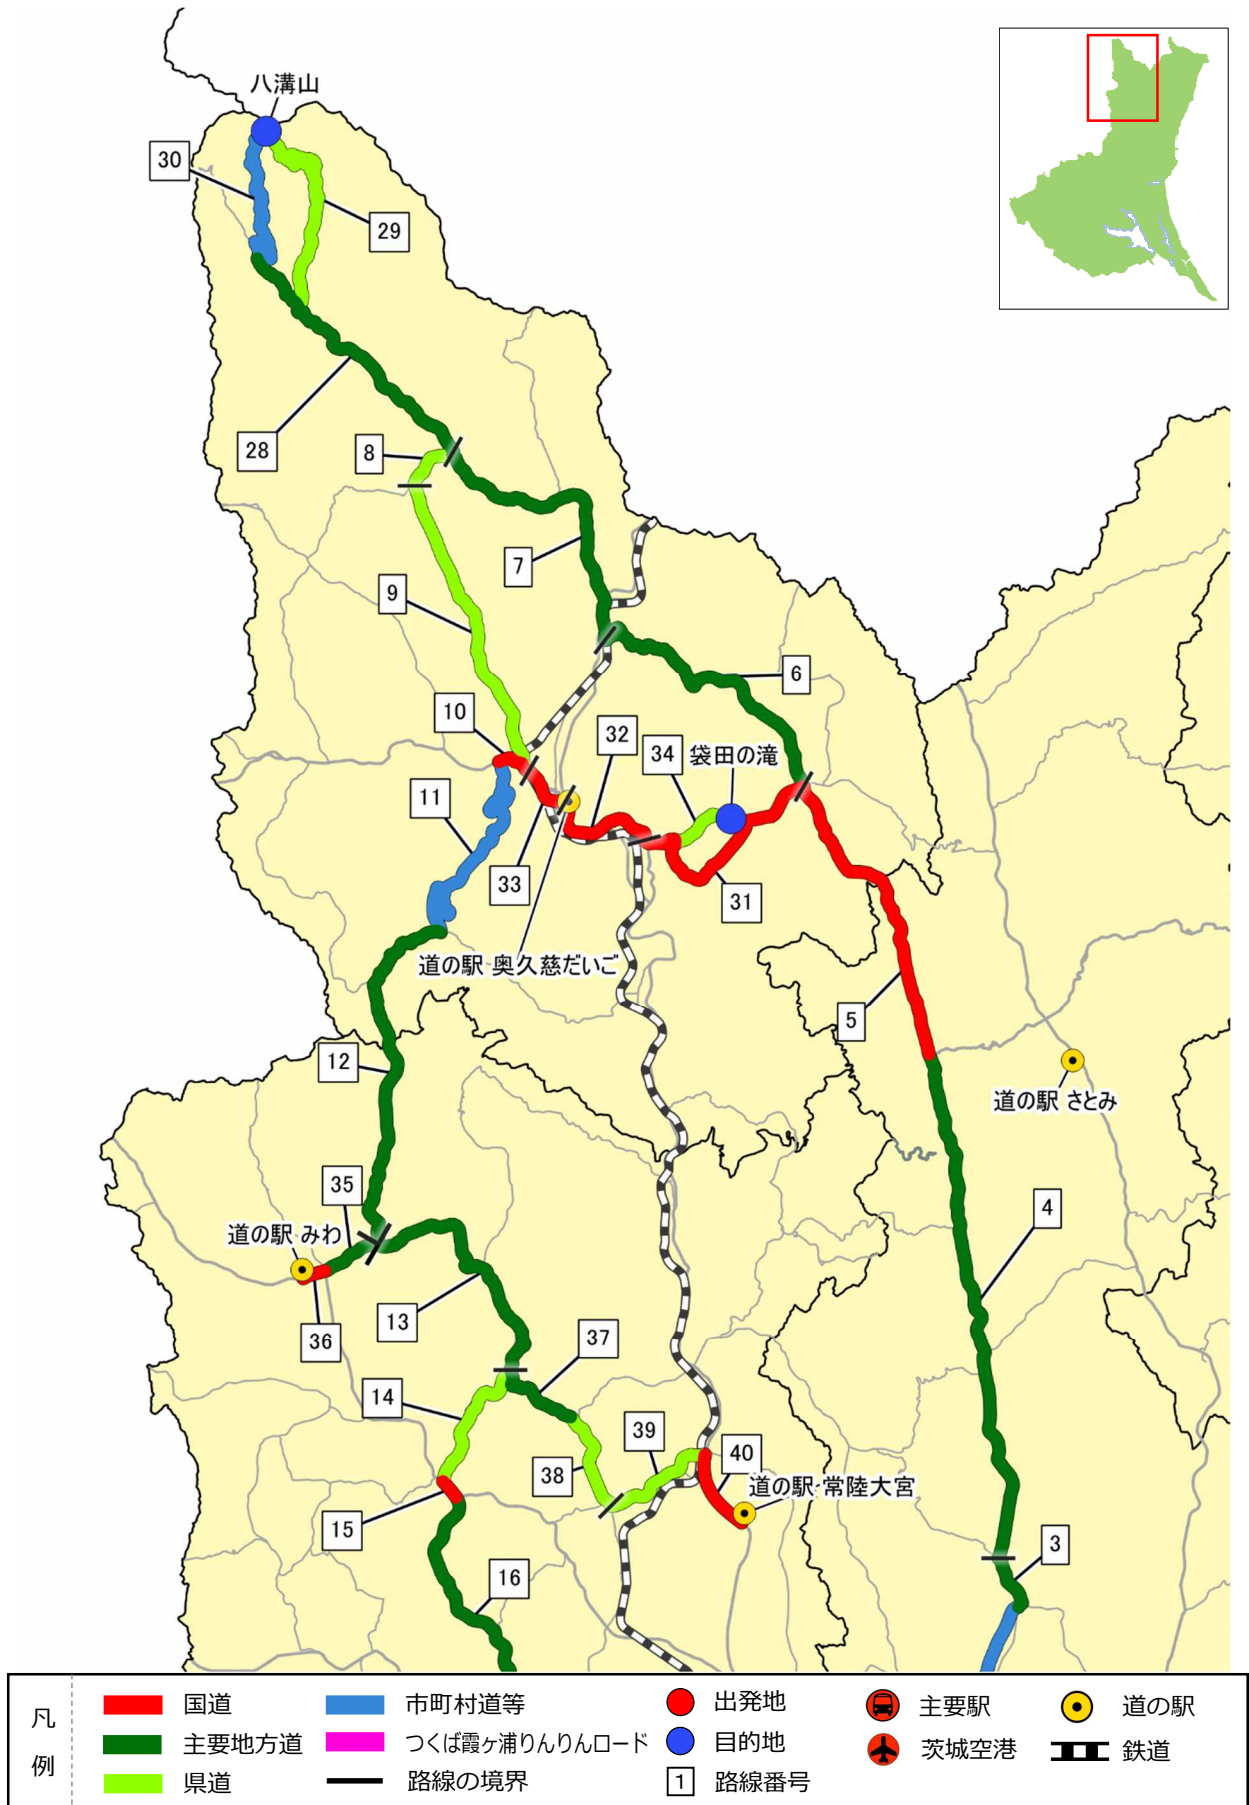 八溝山
30
29
28
8
7
9
6
10
32
34
袋田の滝
11
33
31
道の駅 奥久慈だいご
5
12
道の駅 さとみ
35
4
道の駅 みわ
13
36
37
14
39
40
38
道の駅 常陸大宮
15
3
16
凡例
国道
主要地方道
県道
市町村道等
つくば霞ヶ浦りんりんロード
路線の境界
出発地
目的地
1 路線番号
主要駅
茨城空港
道の駅
鉄道